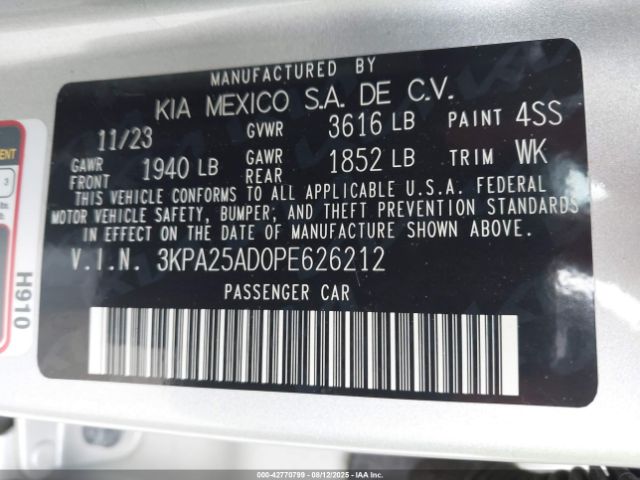 MANUFACTURED BY
KIA MEXICO S.A. DE C.V.
11/23 GVWR 3616 LB PAINT 4SS
GAWR FRONT 1940 LB GAWR REAR 1852 LB TRIM WK
THIS VEHICLE CONFORMS TO ALL APPLICABLE U.S.A. FEDERAL
MOTOR VEHICLE SAFETY, BUMPER, AND THEFT PREVENTION STANDARDS
IN EFFECT ON THE DATE OF MANUFACTURE SHOWN ABOVE.
V.I.N. 3KPA25AD0PE626212
PASSENGER CAR
H910
3
000-42770799 08/12/2025 IAA Inc.